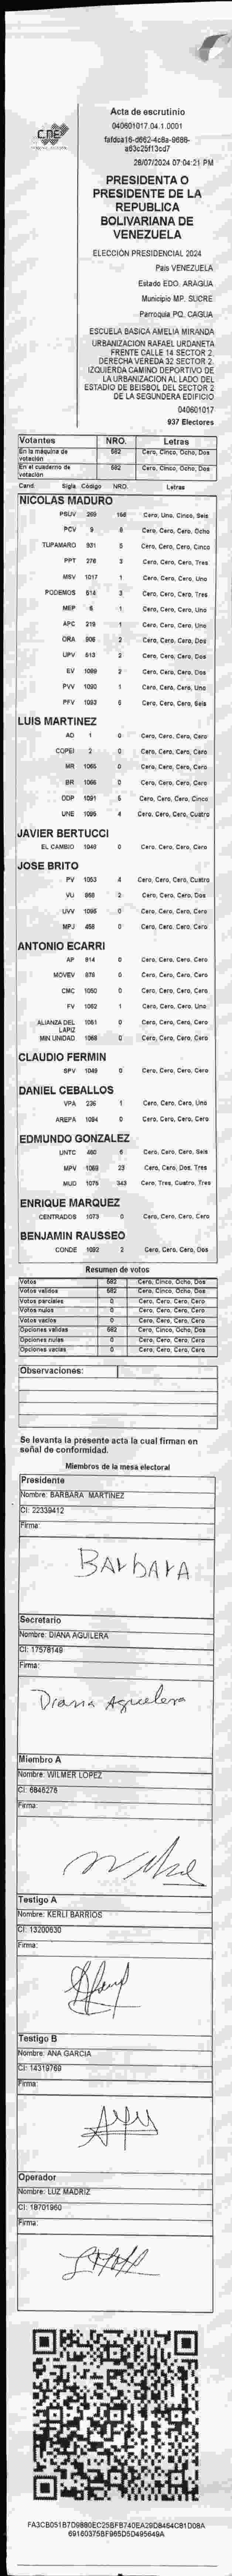 CNE
Acta de escrutinio
040601017.04.1.0001
28/07/2024 07:04:21 PM
PRESIDENTA O
PRESIDENTE DE LA
REPUBLICA
BOLIVARIANA DE
VENEZUELA
ELECCIÓN PRESIDENCIAL 2024
Pais VENEZUELA
Estado EDO. ARAGUA
Municipio MP. SUCRE
Parroquia PQ. CAGUA
ESCUELA BASICA AMELIA MIRANDA
URBANIZACIÓN RAFAEL URDANETA
FRENTE CALLE 14 SECTOR 2.
DERECHA VEREDA 32 SECTOR 2.
IZQUIERDA CAMINO DEPORTIVO DE
LA URBANIZACION AL LADO DEL
ESTADIO DE BEISBOL DEL SECTOR 2
DE LA SEGUNDA EDIFICIO
040601017
937 Electores
Votantes NRO. Letras
En la máquina de votación 582 Cero, Cinco, Ocho, Dos
En el cuaderno de votación 582 Cero, Cinco, Ocho, Dos
Cand. Sigla Código NRO. Letras
NICOLAS MADURO
PSUV 269 166 Cero, Uno, Cinco, Seis
PCV 9 8 Cero, Cero, Cero, Ocho
TUPAMARO 931 5 Cero, Cero, Cero, Cinco
PPT 276 3 Cero, Cero, Cero, Tres
MSV 1017 1 Cero, Cero, Cero, Uno
PODEMOS 514 3 Cero, Cero, Cero, Tres
MEP 6 1 Cero, Cero, Cero, Uno
APC 219 1 Cero, Cero, Cero, Uno
ORA 906 2 Cero, Cero, Cero, Dos
UPV 513 2 Cero, Cero, Cero, Dos
EV 1089 2 Cero, Cero, Cero, Dos
PVV 1090 1 Cero, Cero, Cero, Uno
PFV 1093 6 Cero, Cero, Cero, Seis
LUIS MARTINEZ
AD 1 0 Cero, Cero, Cero, Cero
COPEI 2 0 Cero, Cero, Cero, Cero
MR 1065 0 Cero, Cero, Cero, Cero
BR 1066 0 Cero, Cero, Cero, Cero
DDP 1091 5 Cero, Cero, Cero, Cinco
UNE 1095 4 Cero, Cero, Cero, Cuatro
JAVIER BERTUCCI
EL CAMBIO 1049 0 Cero, Cero, Cero, Cero
JOSE BRITO
PV 1053 4 Cero, Cero, Cero, Cuatro
VU 868 2 Cero, Cero, Cero, Dos
UVV 1096 0 Cero, Cero, Cero, Cero
MPJ 458 0 Cero, Cero, Cero, Cero
ANTONIO ECARRI
AP 814 0 Cero, Cero, Cero, Cero
MOVEV 878 0 Cero, Cero, Cero, Cero
CMC 1050 0 Cero, Cero, Cero, Cero
FV 1082 1 Cero, Cero, Cero, Uno
ALIANZA DEL LAPIZ 1081 0 Cero, Cero, Cero, Cero
MIN UNIDAD 1068 0 Cero, Cero, Cero, Cero
CLAUDIO FERMIN
SPV 1048 0 Cero, Cero, Cero, Cero
DANIEL CEBALLOS
VPA 236 1 Cero, Cero, Cero, Uno
AREPA 1084 0 Cero, Cero, Cero, Cero
EDMUNDO GONZALEZ
UNTC 460 6 Cero, Cero, Cero, Seis
MPV 1069 23 Cero, Cero, Dos, Tres
MUD 1075 343 Cero, Tres, Cuatro, Tres
ENRIQUE MARQUEZ
CENTRADOS 1073 0 Cero, Cero, Cero, Cero
BENJAMIN RAUSSEO
CONDE 1092 2 Cero, Cero, Cero, Dos
Resumen de votos
Votos 582 Cero, Cinco, Ocho, Dos
Votos validos 582 Cero, Cinco, Ocho, Dos
Votos parciales 0 Cero, Cero, Cero, Cero
Votos nulos 0 Cero, Cero, Cero, Cero
Votos vacios 0 Cero, Cero, Cero, Cero
Opciones validas 582 Cero, Cinco, Ocho, Dos
Opciones nulas 0 Cero, Cero, Cero, Cero
Opciones vacias 0 Cero, Cero, Cero, Cero
Observaciones:
Se levanta la presente acta la cual firman en
señal de conformidad.
Miembros de la mesa electoral
Presidente
Nombre: BARBARA MARTINEZ
CI: 22339412
Firma:
BArbArA
Secretario
Nombre: DIANA AGUILERA
CI: 17578149
Firma:
Diana Aguilera
Miembro A
Nombre: WILMER LOPEZ
CI: 6846276
Firma:
Testigo A
Nombre: KERLI BARRIOS
CI: 13200630
Firma:
Testigo B
Nombre: ANA GARCIA
CI: 14319769
Firma:
Operador
Nombre: LUZ MADRIZ
CI: 18701960
Firma: